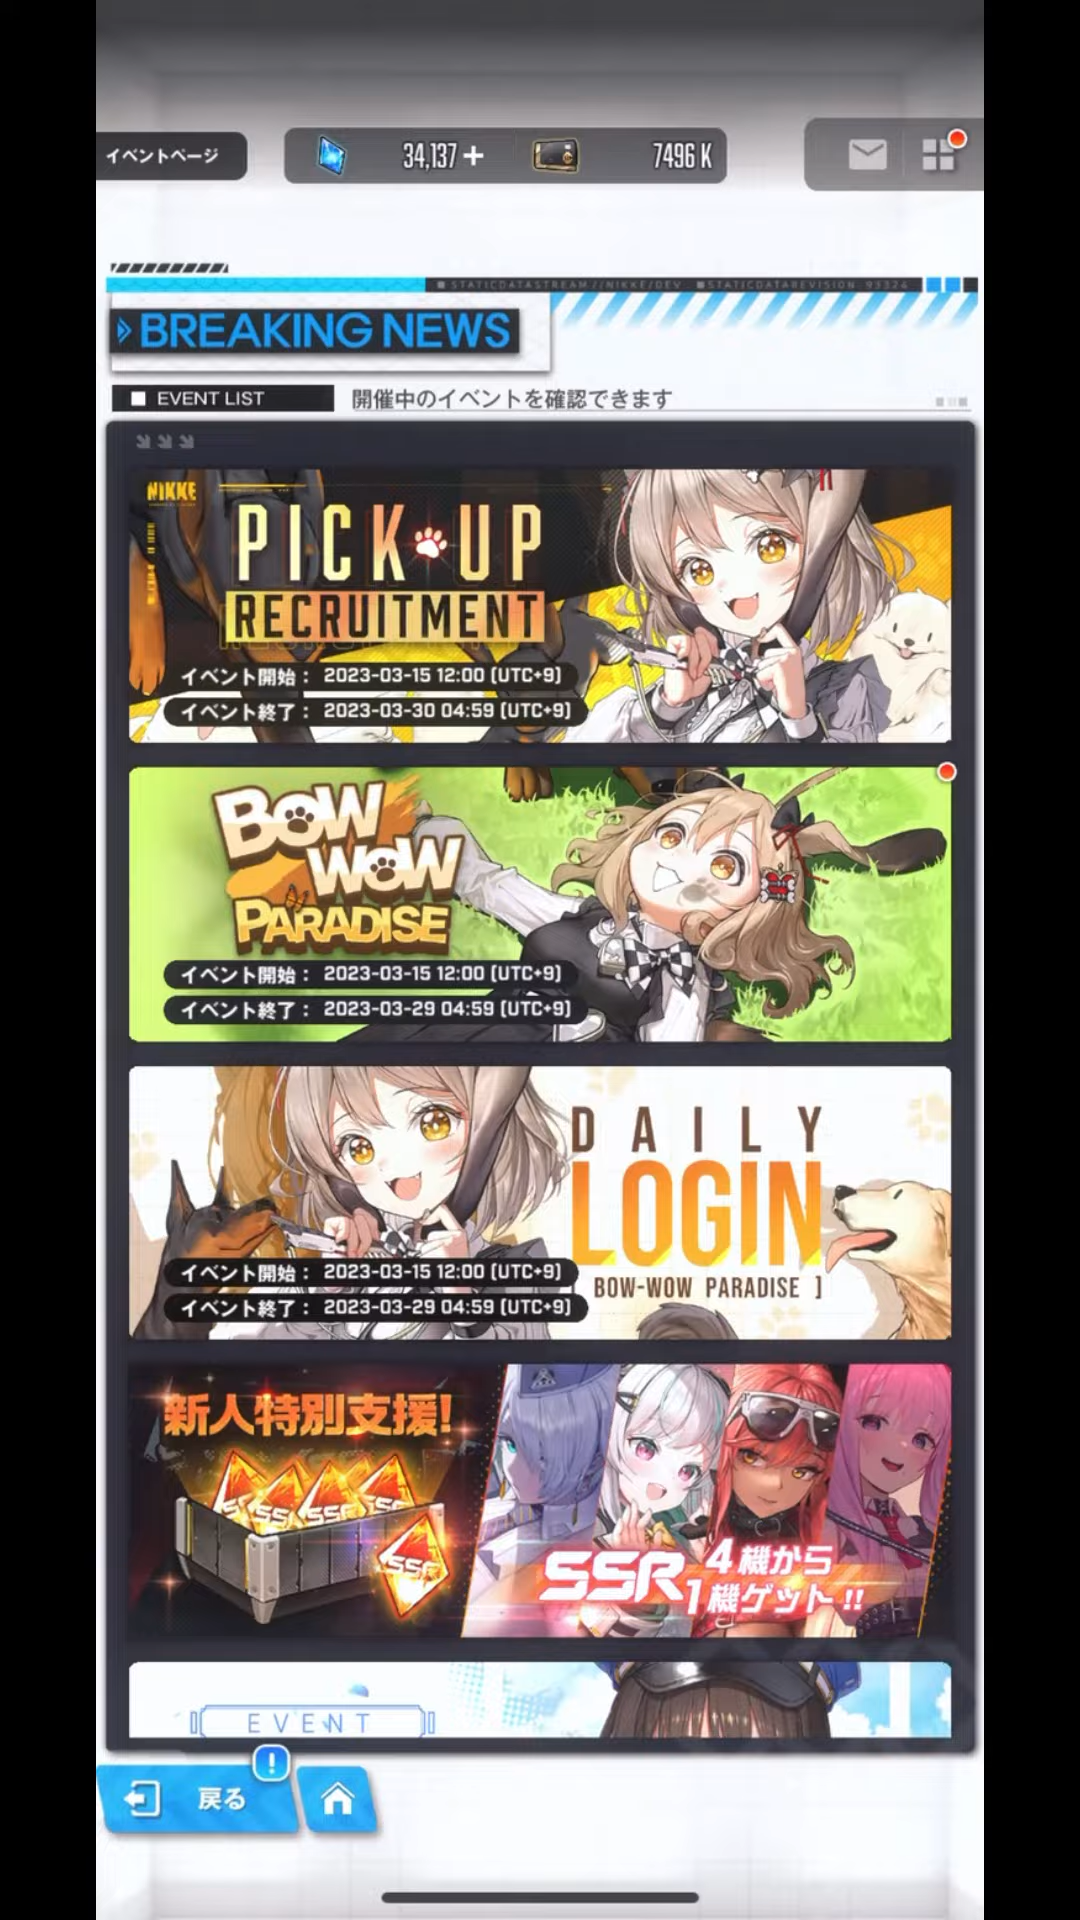 イベントページ
34,137 +
7496 K
STATICDATASTREAM//NIKKE/DEV
STATICDATAREVISION 93324
BREAKING NEWS
EVENT LIST
開催中のイベントを確認できます
NIKKE
PICK UP
RECRUITMENT
イベント開始： 2023-03-15 12:00 (UTC+9)
イベント終了： 2023-03-30 04:59 (UTC+9)
BOW
WOW
PARADISE
イベント開始： 2023-03-15 12:00 (UTC+9)
イベント終了： 2023-03-29 04:59 (UTC+9)
DAILY
LOGIN
BOW-WOW PARADISE ]
イベント開始： 2023-03-15 12:00 (UTC+9)
イベント終了： 2023-03-29 04:59 (UTC+9)
新人特別支援!
SSR
SSR
SSR 4機から
1機ゲット!!
EVENT
戻る